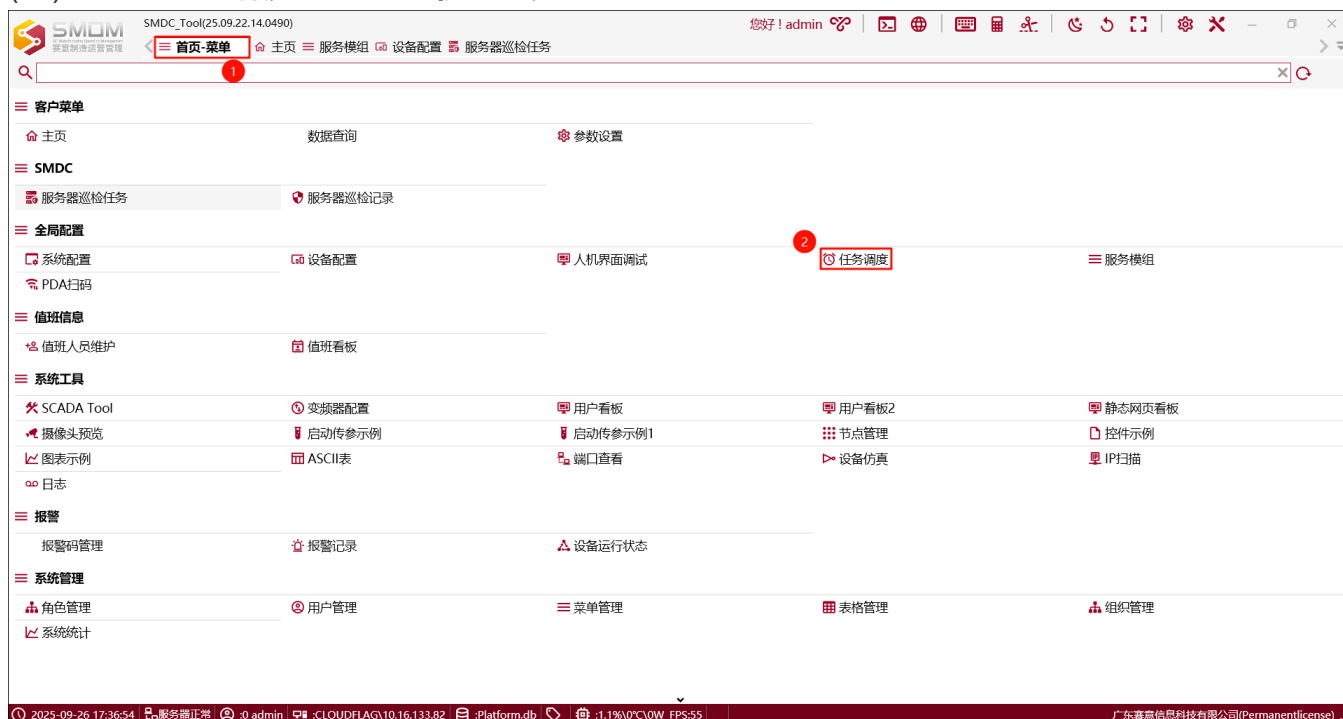 SMOM
赛意制造运营管理
SMDC_Tool(25.09.22.14.0490)
您好！admin
首页-菜单 主页 服务模组 设备配置 服务器巡检任务
1
客户菜单
主页 数据查询 参数设置
SMDC
服务器巡检任务 服务器巡检记录
全局配置
2
系统配置 设备配置 人机界面调试 任务调度 服务模组
PDA扫码
值班信息
值班人员维护 值班看板
系统工具
SCADA Tool 变频器配置 用户看板 用户看板2 静态网页看板
摄像头预览 启动传参示例 启动传参示例1 节点管理 控件示例
图表示例 ASCII表 端口查看 设备仿真 IP扫描
日志
报警
报警码管理 报警记录 设备运行状态
系统管理
角色管理 用户管理 菜单管理 表格管理 组织管理
系统统计
2025-09-26 17:36:54 服务器正常 :0 admin :CLOUDFLAG\10.16.133.82 :Platform.db :1.1%\0°C\0W FPS:55 广东赛意信息科技有限公司(Permanentlicense)